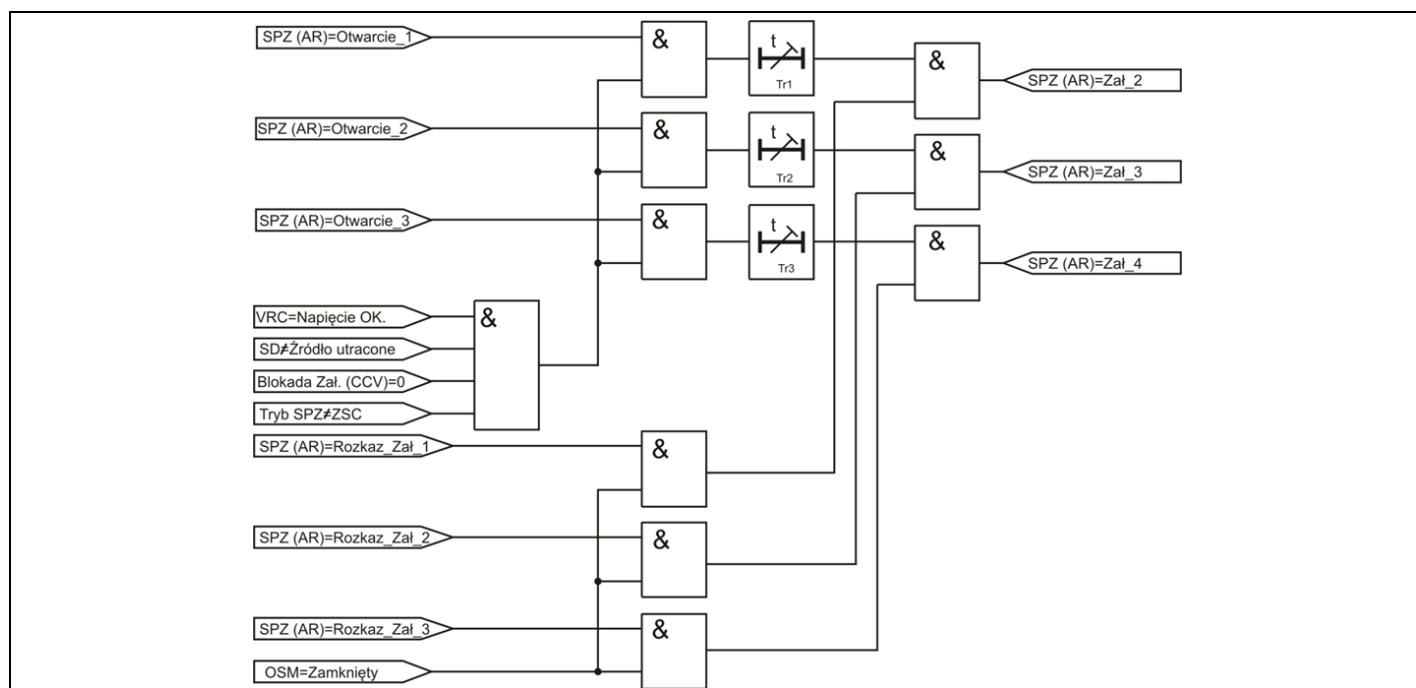 SPZ (AR)=Otwarcie_1
&
t
Tr1
&
SPZ (AR)=Zał_2
SPZ (AR)=Otwarcie_2
&
t
Tr2
&
SPZ (AR)=Zał_3
SPZ (AR)=Otwarcie_3
&
t
Tr3
&
SPZ (AR)=Zał_4
VRC=Napięcie OK.
&
SD≠Źródło utracone
Blokada Zał. (CCV)=0
Tryb SPZ≠ZSC
SPZ (AR)=Rozkaz_Zał_1
&
SPZ (AR)=Rozkaz_Zał_2
&
SPZ (AR)=Rozkaz_Zał_3
&
OSM=Zamknięty